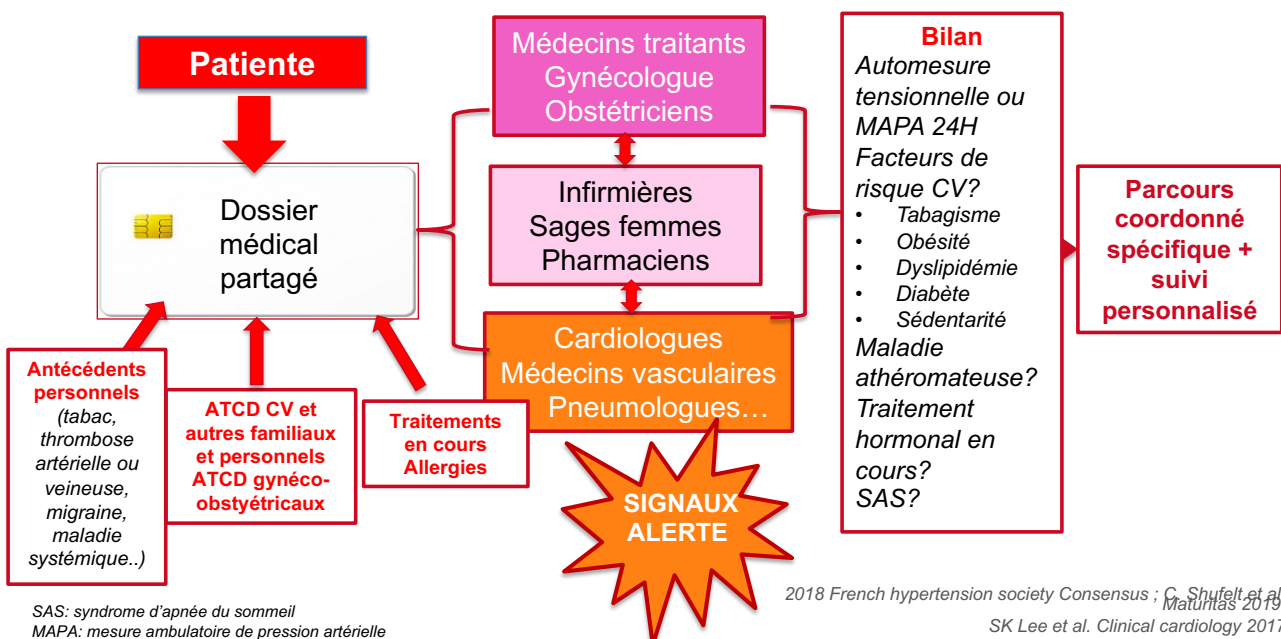 Patiente
Dossier
médical
partagé
Antécédents
personnels
(tabac,
thrombose
artérielle ou
veineuse,
migraine,
maladie
systémique..)
ATCD CV et
autres familiaux
et personnels
ATCD gynéco-
obstyétricaux
Traitements
en cours
Allergies
Médecins traitants
Gynécologue
Obstétriciens
Infirmières
Sages femmes
Pharmaciens
Cardiologues
Médecins vasculaires
Pneumologues…
SIGNAUX
ALERTE
Bilan
Automesure
tensionnelle ou
MAPA 24H
Facteurs de
risque CV?
• Tabagisme
• Obésité
• Dyslipidémie
• Diabète
• Sédentarité
Maladie
athéromateuse?
Traitement
hormonal en
cours?
SAS?
Parcours
coordonné
spécifique +
suivi
personnalisé
SAS: syndrome d'apnée du sommeil
MAPA: mesure ambulatoire de pression artérielle
2018 French hypertension society Consensus ; C. Shufelt et al
Maturitas 2019
SK Lee et al. Clinical cardiology 2017